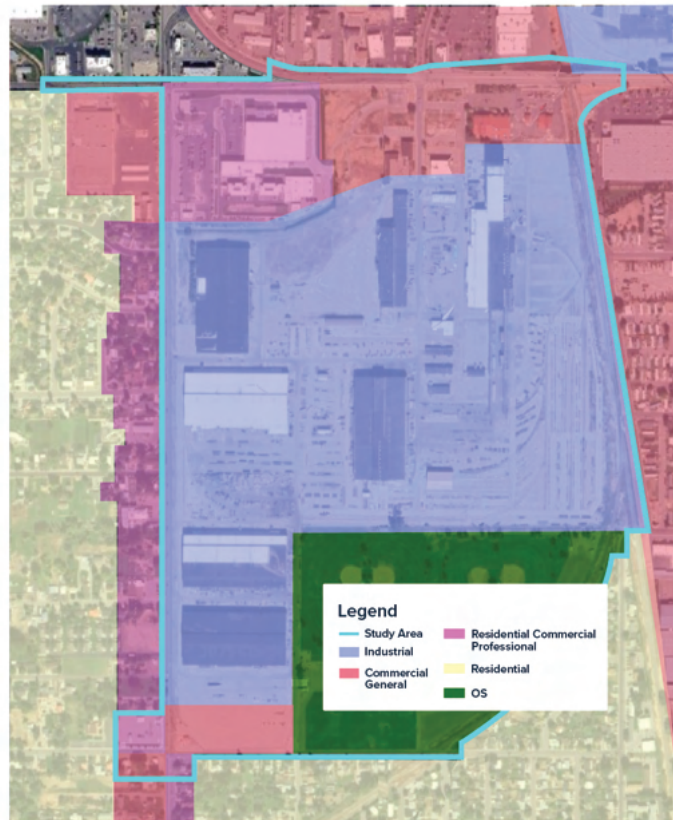 Legend
Study Area
Industrial
Commercial
General
Residential Commercial
Professional
Residential
OS